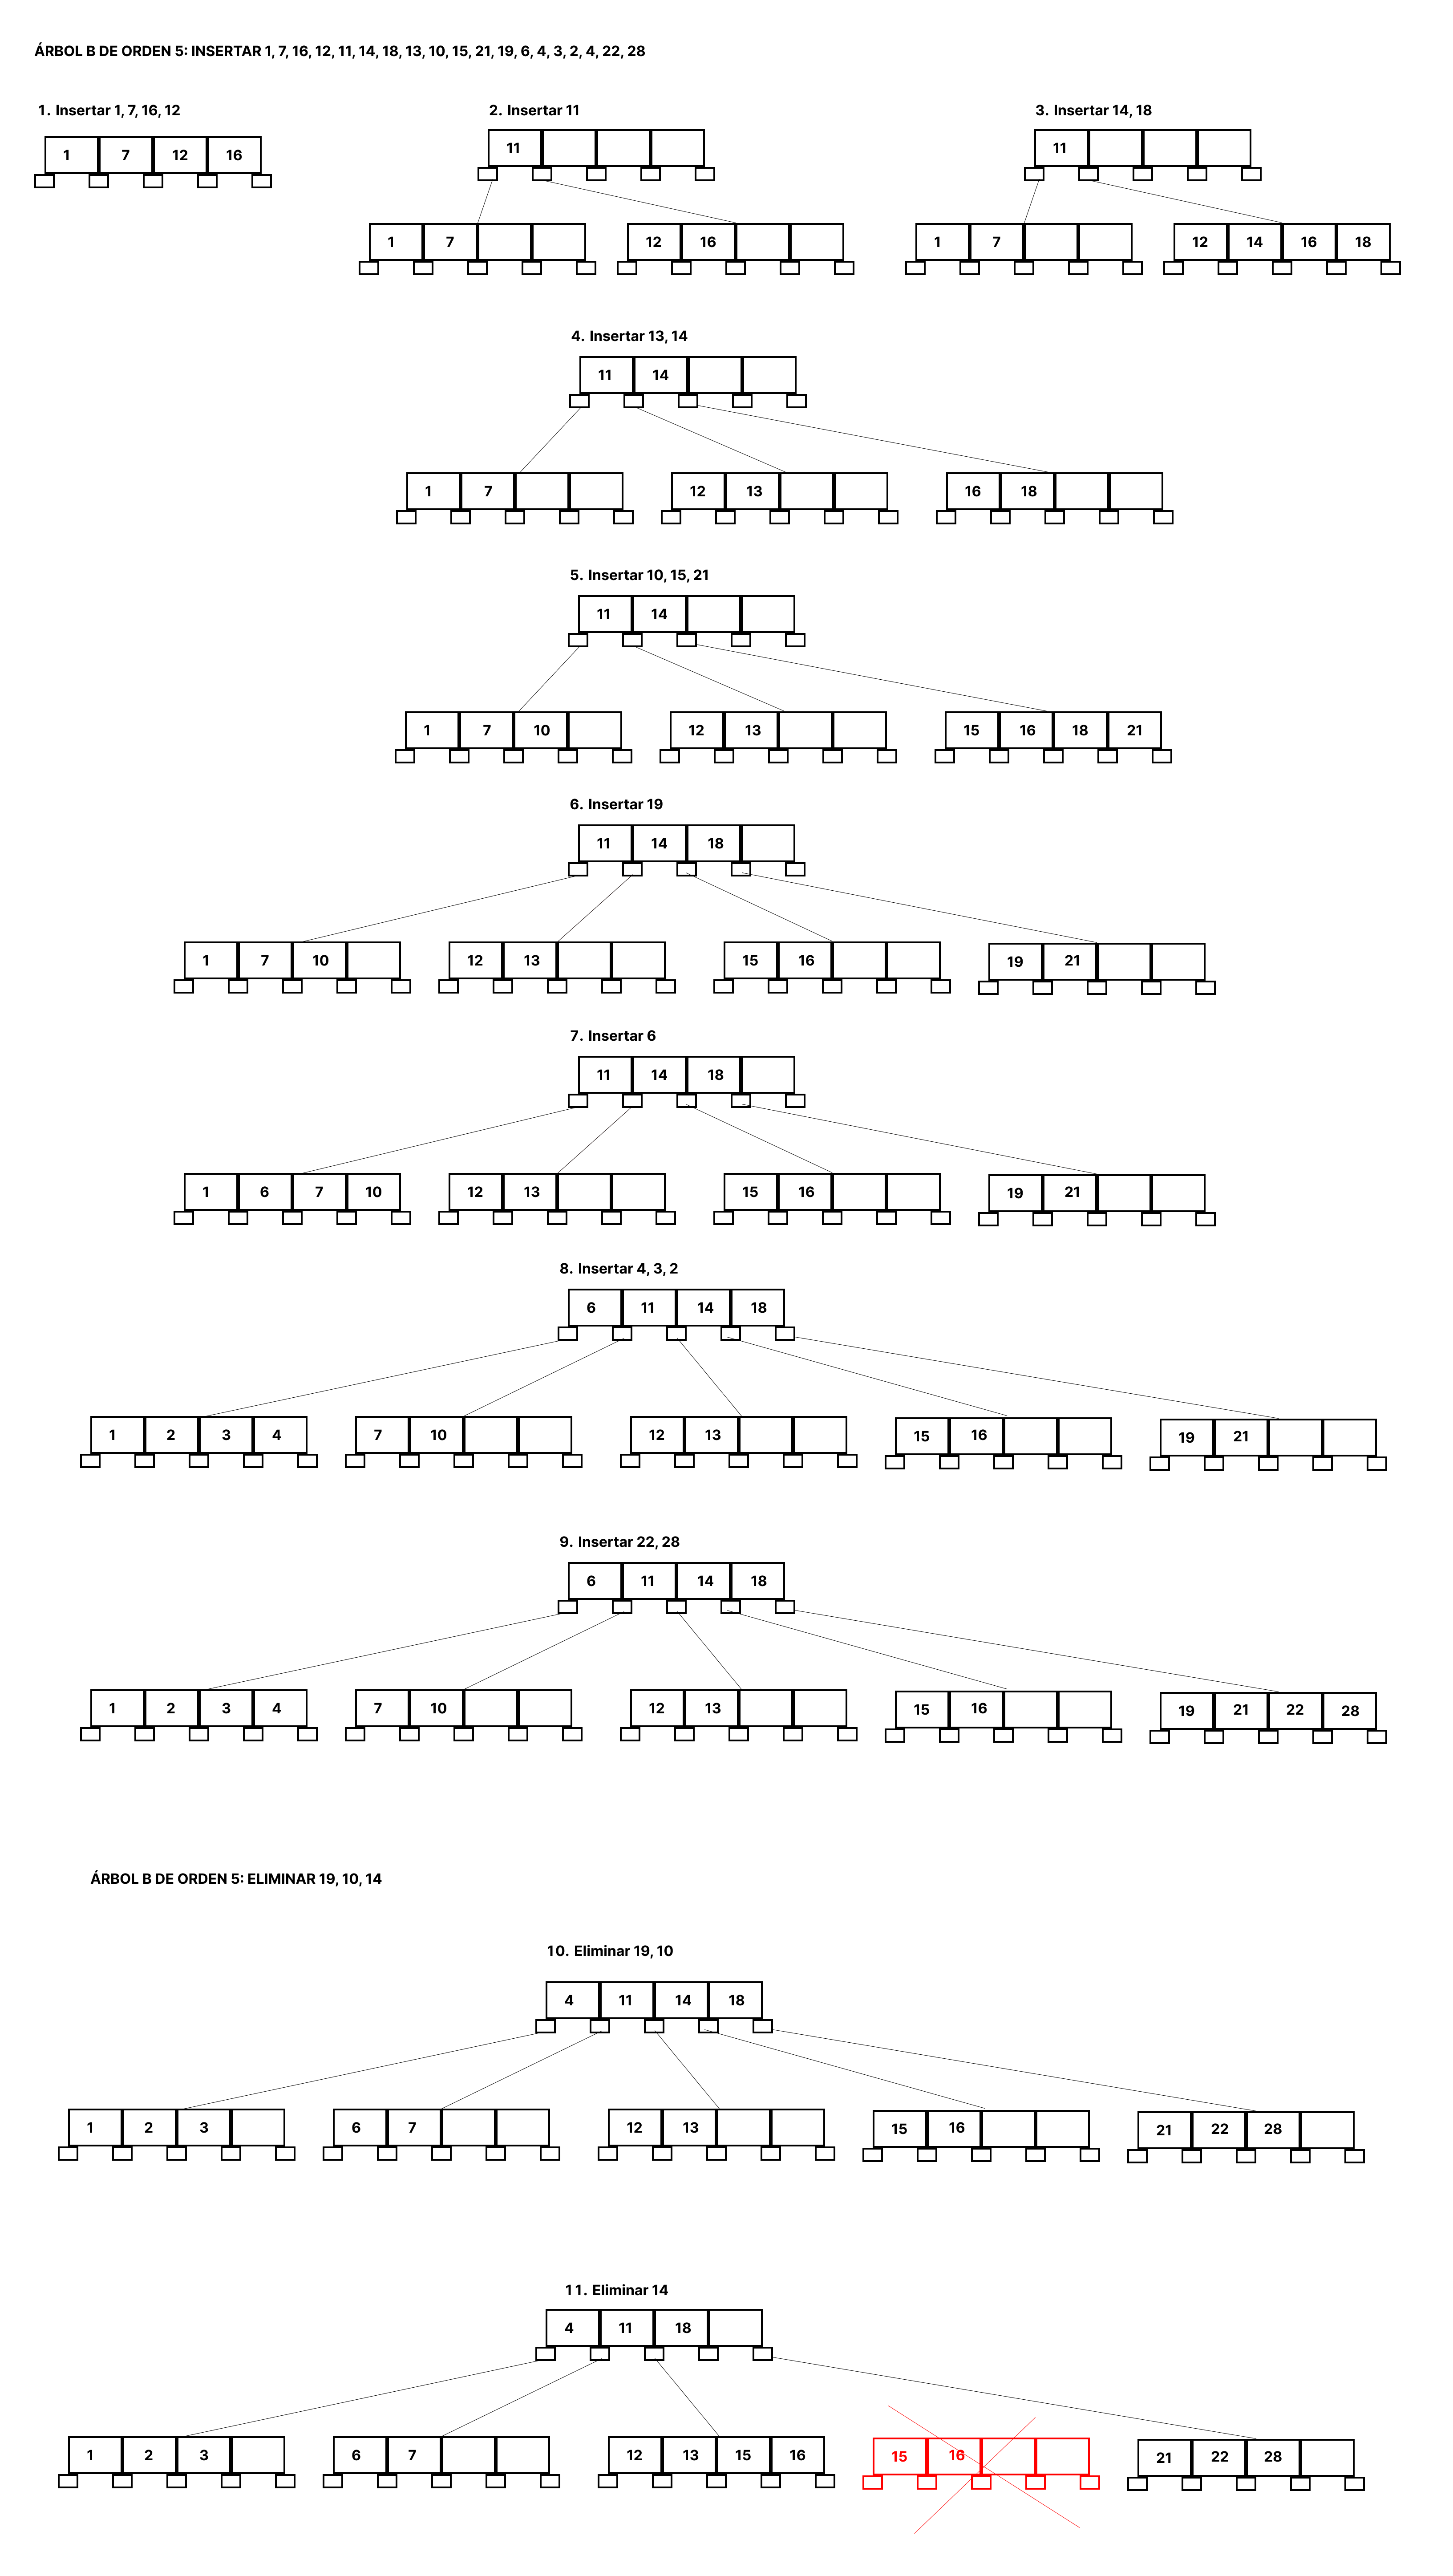 ÁRBOL B DE ORDEN 5: INSERTAR 1, 7, 16, 12, 11, 14, 18, 13, 10, 15, 21, 19, 6, 4, 3, 2, 4, 22, 28
1. Insertar 1, 7, 16, 12
1 7 12 16
2. Insertar 11
11
1 7 12 16
3. Insertar 14, 18
11
1 7 12 14 16 18
4. Insertar 13, 14
11 14
1 7 12 13 16 18
5. Insertar 10, 15, 21
11 14
1 7 10 12 13 15 16 18 21
6. Insertar 19
11 14 18
1 7 10 12 13 15 16 19 21
7. Insertar 6
11 14 18
1 6 7 10 12 13 15 16 19 21
8. Insertar 4, 3, 2
6 11 14 18
1 2 3 4 7 10 12 13 15 16 19 21
9. Insertar 22, 28
6 11 14 18
1 2 3 4 7 10 12 13 15 16 19 21 22 28
ÁRBOL B DE ORDEN 5: ELIMINAR 19, 10, 14
10. Eliminar 19, 10
4 11 14 18
1 2 3 6 7 12 13 15 16 21 22 28
11. Eliminar 14
4 11 18
1 2 3 6 7 12 13 15 16 15 16 21 22 28